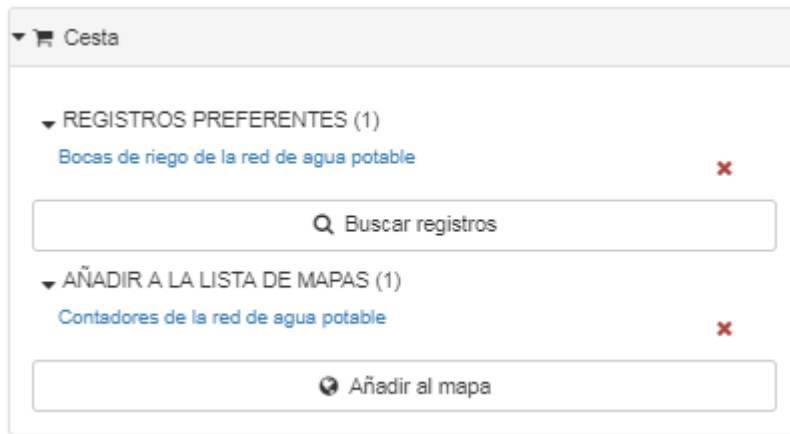 Cesta
REGISTROS PREFERENTES (1)
Bocas de riego de la red de agua potable
Buscar registros
AÑADIR A LA LISTA DE MAPAS (1)
Contadores de la red de agua potable
Añadir al mapa